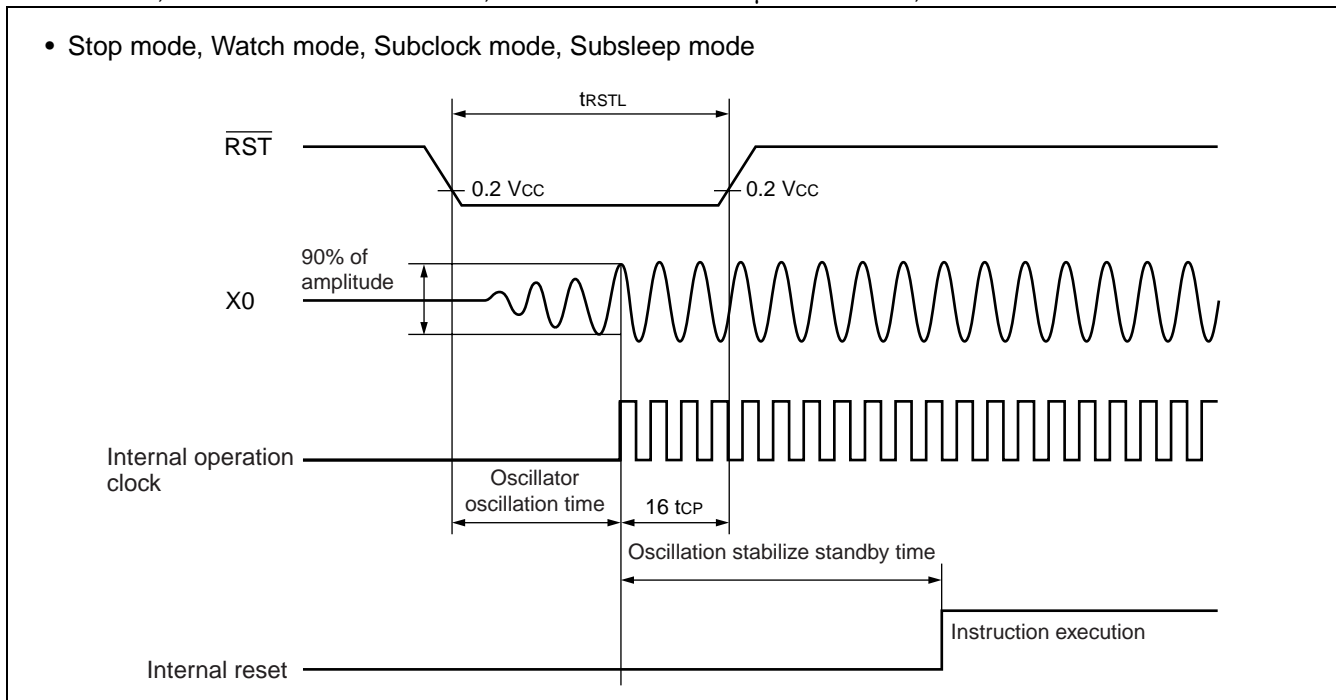 • Stop mode, Watch mode, Subclock mode, Subsleep mode
tRSTL
RST
0.2 VCC
0.2 VCC
90% of
amplitude
X0
Internal operation
clock
Oscillator
oscillation time
16 tCP
Oscillation stabilize standby time
Instruction execution
Internal reset